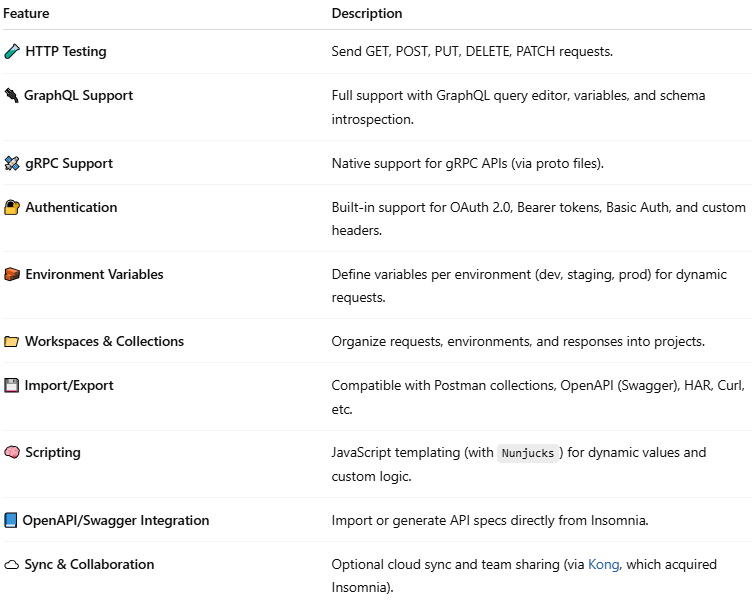 Feature Description
HTTP Testing Send GET, POST, PUT, DELETE, PATCH requests.
GraphQL Support Full support with GraphQL query editor, variables, and schema
introspection.
gRPC Support Native support for gRPC APIs (via proto files).
Authentication Built-in support for OAuth 2.0, Bearer tokens, Basic Auth, and custom
headers.
Environment Variables Define variables per environment (dev, staging, prod) for dynamic
requests.
Workspaces & Collections Organize requests, environments, and responses into projects.
Import/Export Compatible with Postman collections, OpenAPI (Swagger), HAR, Curl,
etc.
Scripting JavaScript templating (with Nunjucks) for dynamic values and
custom logic.
OpenAPI/Swagger Integration Import or generate API specs directly from Insomnia.
Sync & Collaboration Optional cloud sync and team sharing (via Kong, which acquired
Insomnia).